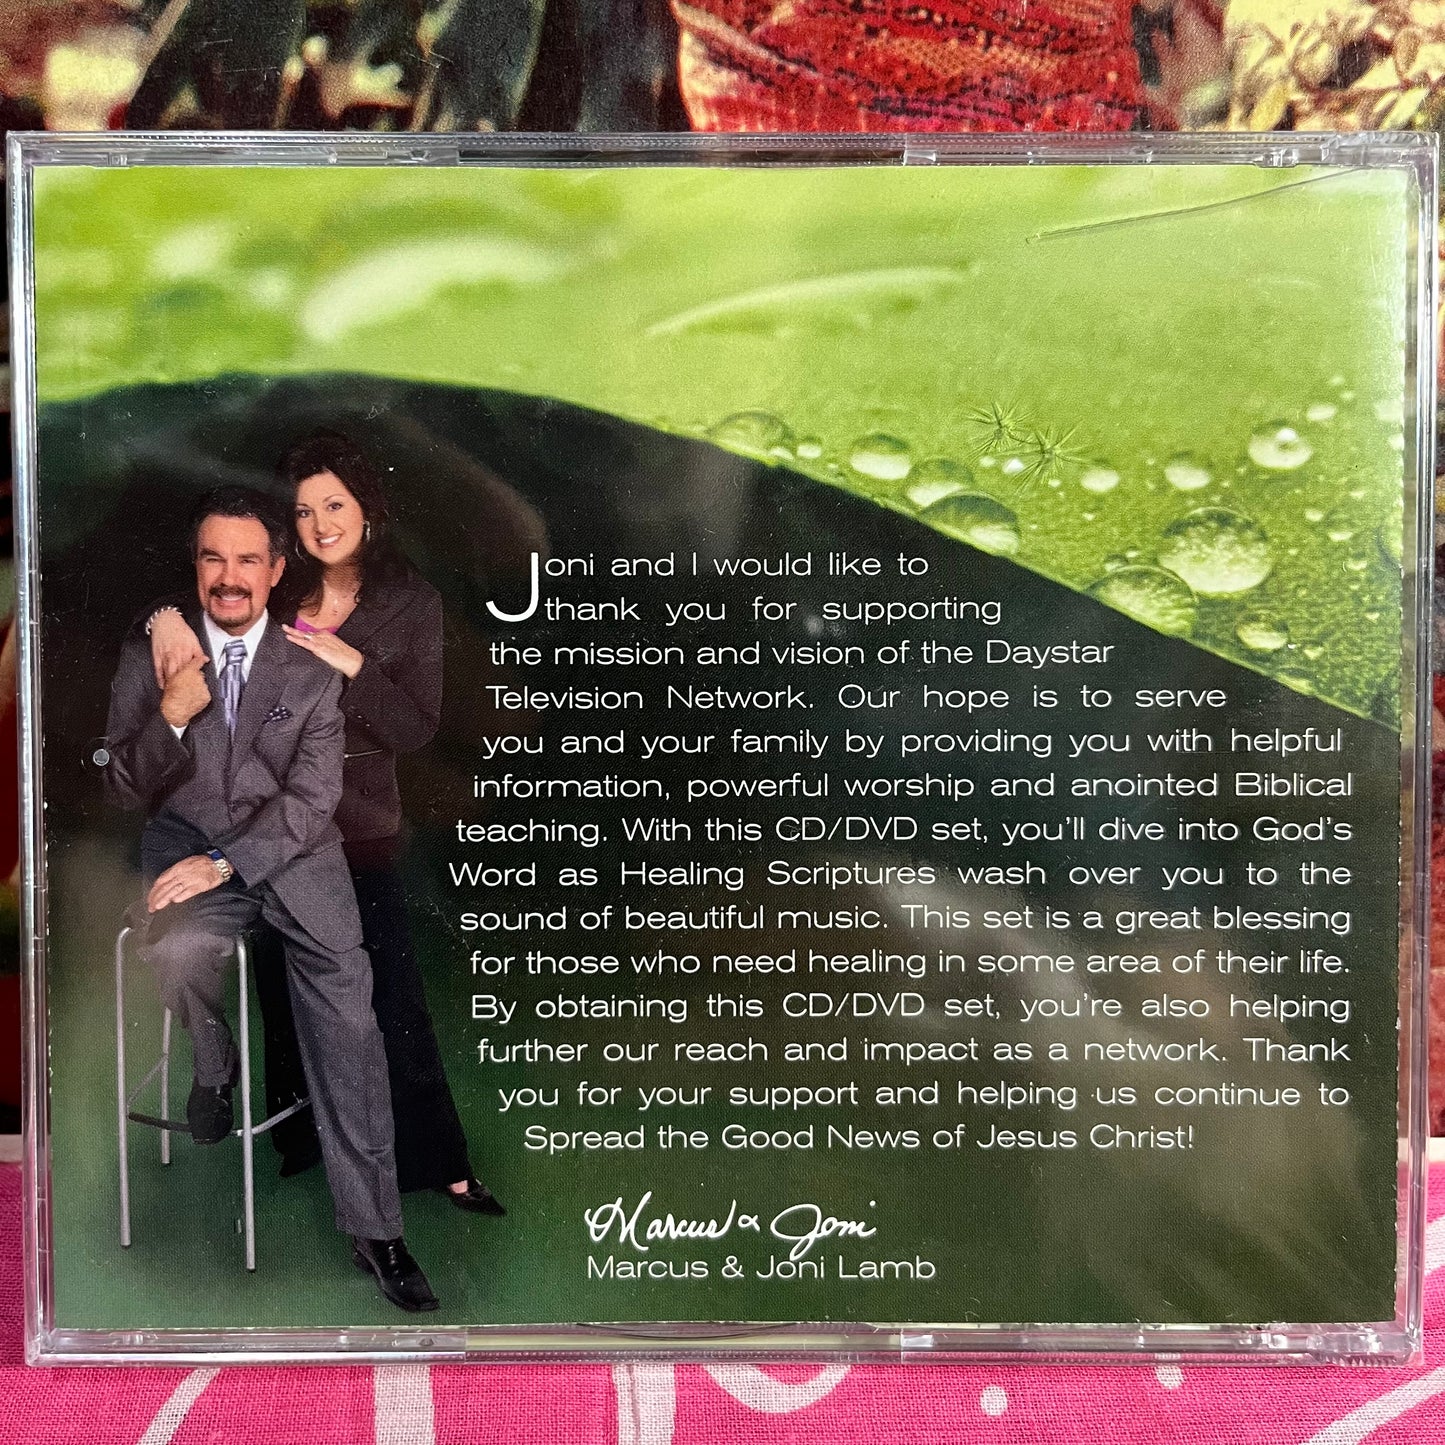 Joni and I would like to
thank you for supporting
the mission and vision of the Daystar
Television Network. Our hope is to serve
you and your family by providing you with helpful
information, powerful worship and anointed Biblical
teaching. With this CD/DVD set, you'll dive into God's
Word as Healing Scriptures wash over you to the
sound of beautiful music. This set is a great blessing
for those who need healing in some area of their life.
By obtaining this CD/DVD set, you're also helping
further our reach and impact as a network. Thank
you for your support and helping us continue to
Spread the Good News of Jesus Christ!
Marcus & Joni
Marcus & Joni Lamb